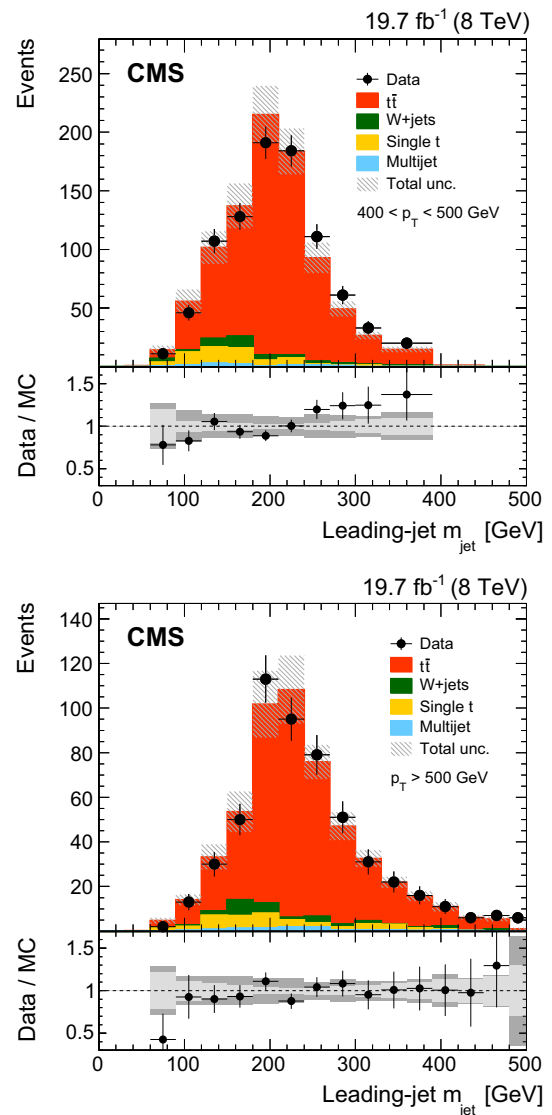 19.7 fb⁻¹ (8 TeV)
Events
CMS
Data
tt̄
W+jets
Single t
Multijet
Total unc.
400 < p_T < 500 GeV
250
200
150
100
50
Data / MC
1.5
1
0.5
0 100 200 300 400 500
Leading-jet m_jet [GeV]
19.7 fb⁻¹ (8 TeV)
Events
CMS
Data
tt̄
W+jets
Single t
Multijet
Total unc.
p_T > 500 GeV
140
120
100
80
60
40
20
Data / MC
1.5
1
0.5
0 100 200 300 400 500
Leading-jet m_jet [GeV]